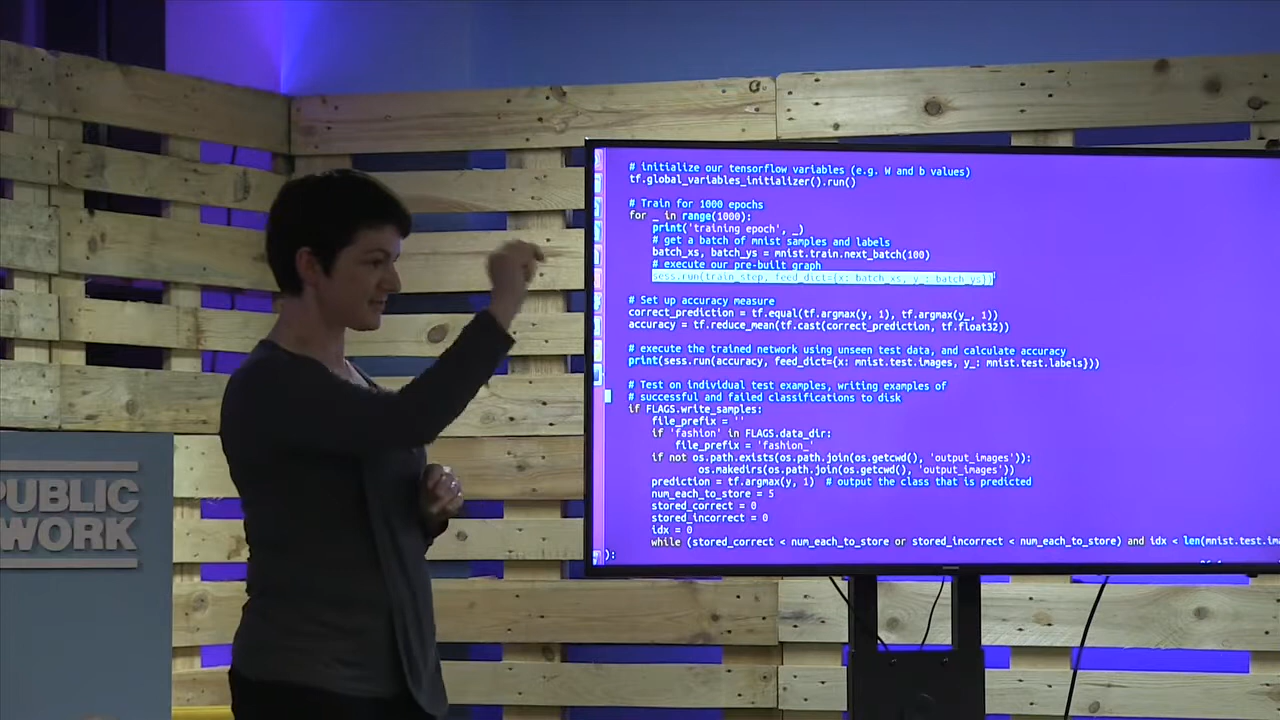 # initialize our tensorflow variables (e.g. W and b values)
tf.global_variables_initializer().run()
# Train for 1000 epochs
for _ in range(1000):
print('training epoch', _)
# get a batch of mnist samples and labels
batch_xs, batch_ys = mnist.train.next_batch(100)
# execute our pre-built graph
sess.run(train_step, feed_dict={x: batch_xs, y_: batch_ys})
# Set up accuracy measure
correct_prediction = tf.equal(tf.argmax(y, 1), tf.argmax(y_, 1))
accuracy = tf.reduce_mean(tf.cast(correct_prediction, tf.float32))
# execute the trained network using unseen test data, and calculate accuracy
print(sess.run(accuracy, feed_dict={x: mnist.test.images, y_: mnist.test.labels}))
# Test on individual test examples, writing examples of
# successful and failed classifications to disk
if FLAGS.write_samples:
file_prefix = ''
if 'fashion' in FLAGS.data_dir:
file_prefix = 'fashion_'
if not os.path.exists(os.path.join(os.getcwd(), 'output_images')):
os.makedirs(os.path.join(os.getcwd(), 'output_images'))
prediction = tf.argmax(y, 1) # output the class that is predicted
num_each_to_store = 5
stored_correct = 0
stored_incorrect = 0
idx = 0
while (stored_correct < num_each_to_store or stored_incorrect < num_each_to_store) and idx < len(mnist.test.ima
):
PUBLIC
WORK